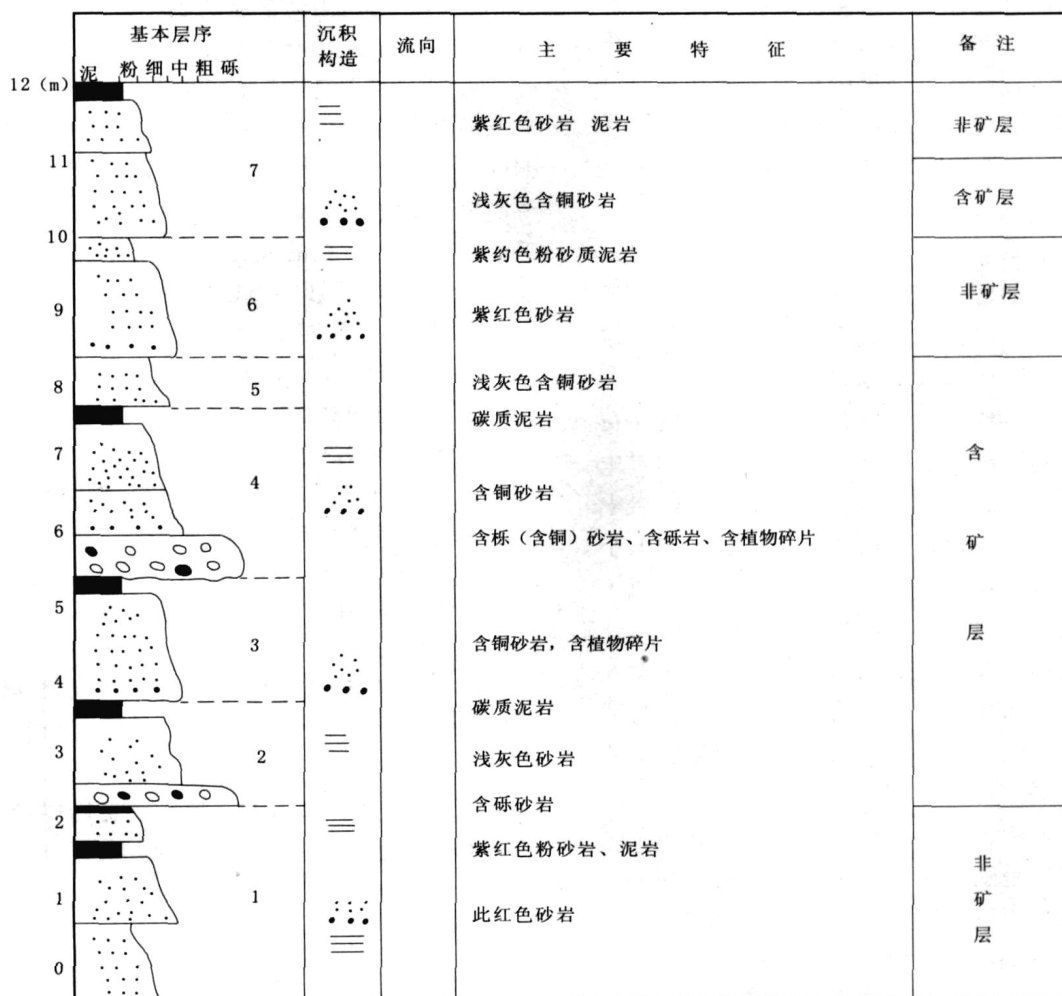 基本层序
沉积
构造
流向
主 要 特 征
备 注
泥 粉 细 中 粗 砾
12 (m)
紫红色砂岩 泥岩
非矿层
11
7
浅灰色含铜砂岩
含矿层
10
紫约色粉砂质泥岩
9
6
紫红色砂岩
非矿层
8
5
浅灰色含铜砂岩
碳质泥岩
7
4
含铜砂岩
6
含栎（含铜）砂岩、含砾岩、含植物碎片
5
3
含铜砂岩，含植物碎片
4
碳质泥岩
3
2
浅灰色砂岩
含砾砂岩
含
矿
层
2
紫红色粉砂岩、泥岩
1
1
此红色砂岩
0
非
矿
层